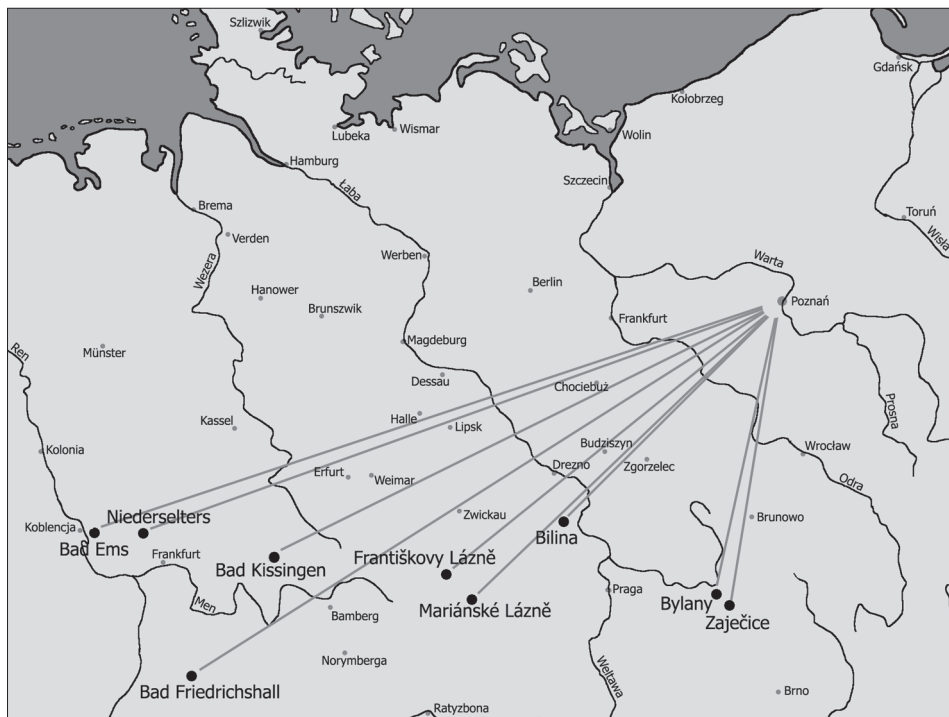 Szlizwik
Gdańsk
Kołobrzeg
Lubeka
Wismar
Wolin
Hamburg
Szczecin
Łaba
Brema
Toruń
Verden
Wisła
Werben
Warta
Wezera
Berlin
Hanower
Poznań
Brunszwik
Frankfurt
Magdeburg
Ren
Münster
Dessau
Chociebuż
Prosna
Halle
Kassel
Lipsk
Budziszyn
Wrocław
Kolonia
Drezno
Zgorzelec
Erfurt
Weimar
Odra
Zwickau
Niederselters
Brunowo
Koblencja
Bilina
Bad Ems
Frankfurt
Františkovy Lázně
Bad Kissingen
Praga
Men
Mariánské Lázně
Bylany
Bamberg
Zaječice
Norymberga
Wełtawa
Bad Friedrichshall
Brno
Ratyzbona